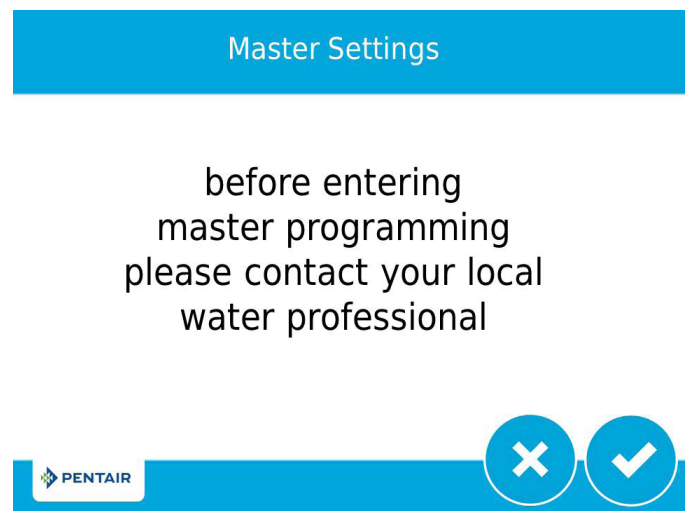 Master Settings
before entering
master programming
please contact your local
water professional
PENTAIR